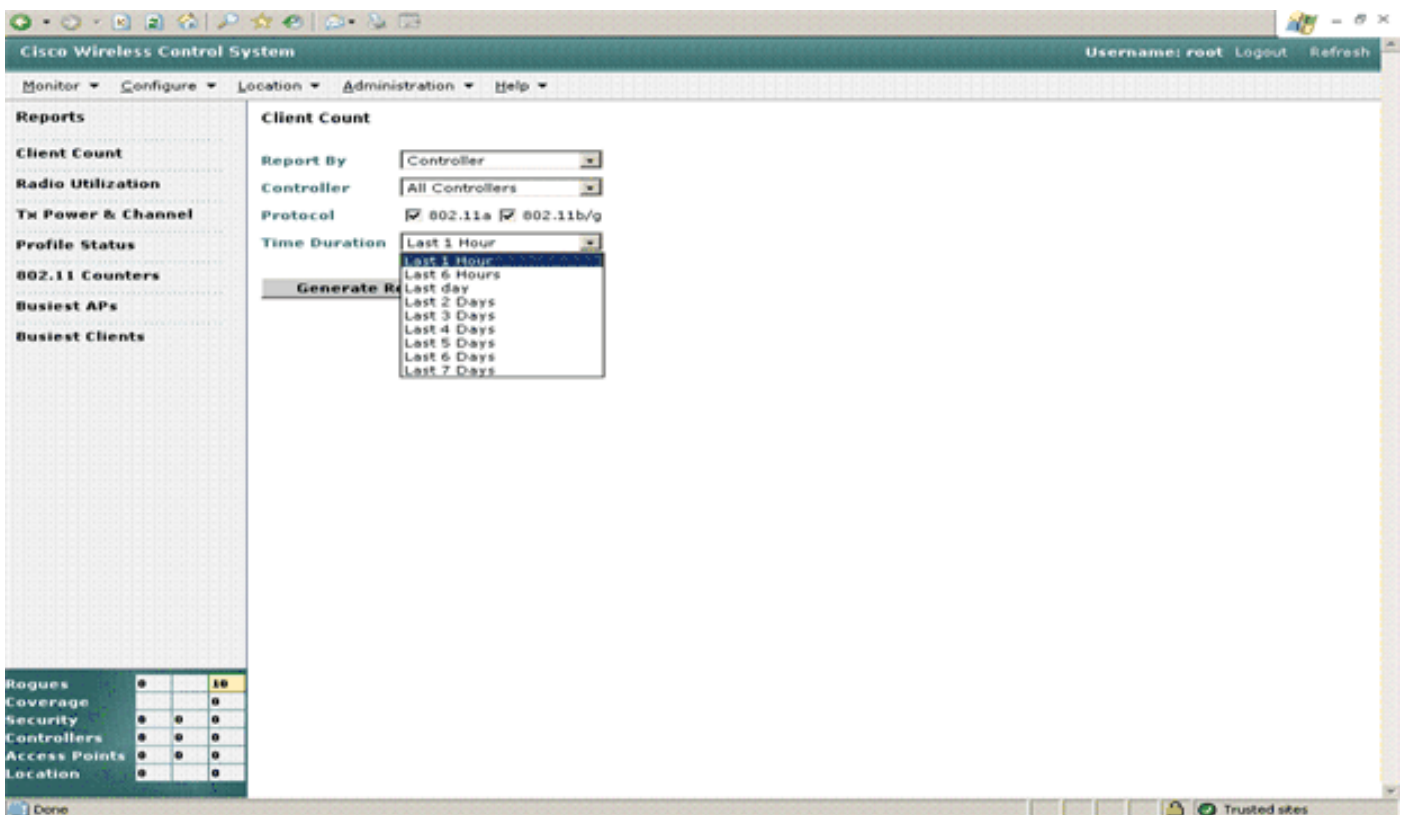 Cisco Wireless Control System Username: root Logout Refresh
Monitor Configure Location Administration Help
Reports
Client Count
Radio Utilization
Tx Power & Channel
Profile Status
802.11 Counters
Busiest APs
Busiest Clients
Client Count
Report By Controller
Controller All Controllers
Protocol 802.11a 802.11b/g
Time Duration Last 1 Hour
Last 1 Hour
Last 6 Hours
Generate Re
Last day
Last 2 Days
Last 3 Days
Last 4 Days
Last 5 Days
Last 6 Days
Last 7 Days
Rogues 0 10
Coverage 0
Security 0 0 0
Controllers 0 0 0
Access Points 0 0 0
Location 0 0
Done Trusted sites